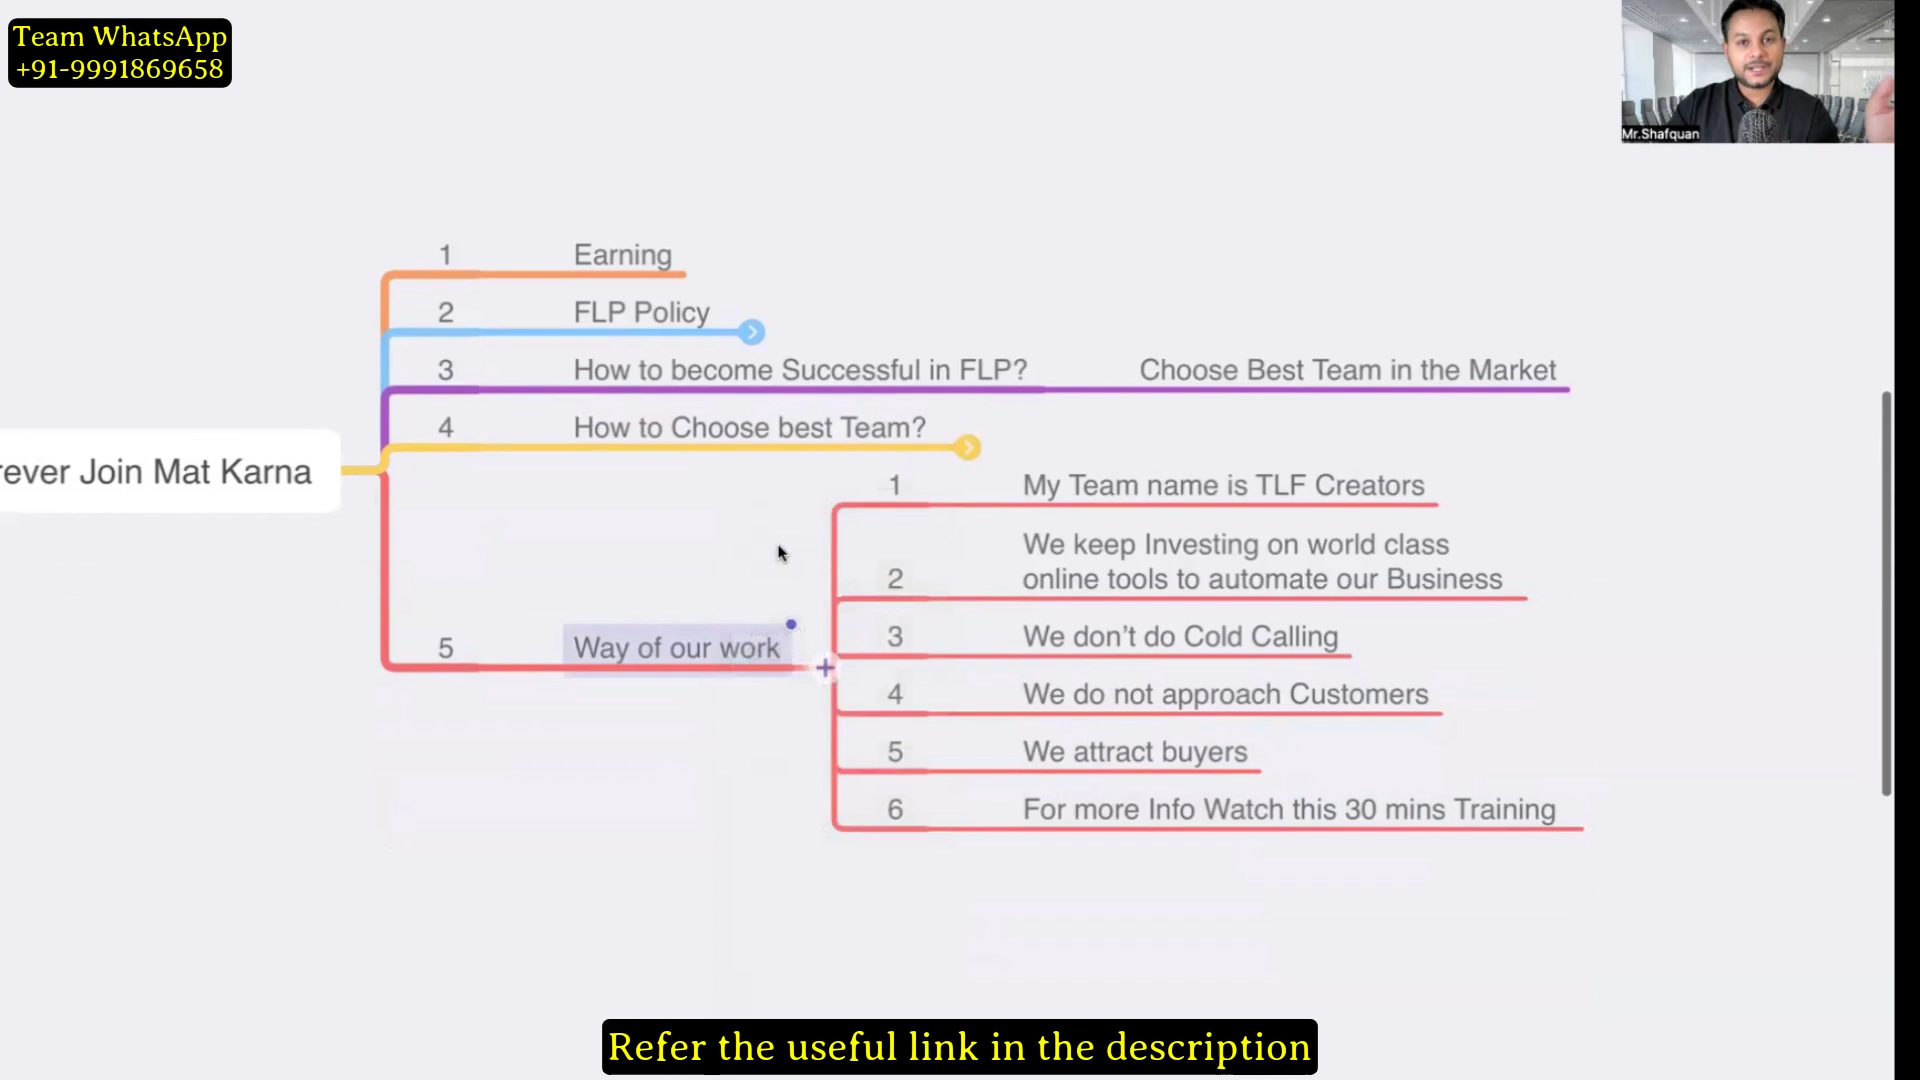 Team WhatsApp
+91-9991869658
Mr.Shafquan
1 Earning
2 FLP Policy
3 How to become Successful in FLP? Choose Best Team in the Market
4 How to Choose best Team?
rever Join Mat Karna
5 Way of our work
1 My Team name is TLF Creators
We keep Investing on world class
2 online tools to automate our Business
3 We don’t do Cold Calling
4 We do not approach Customers
5 We attract buyers
6 For more Info Watch this 30 mins Training
Refer the useful link in the description